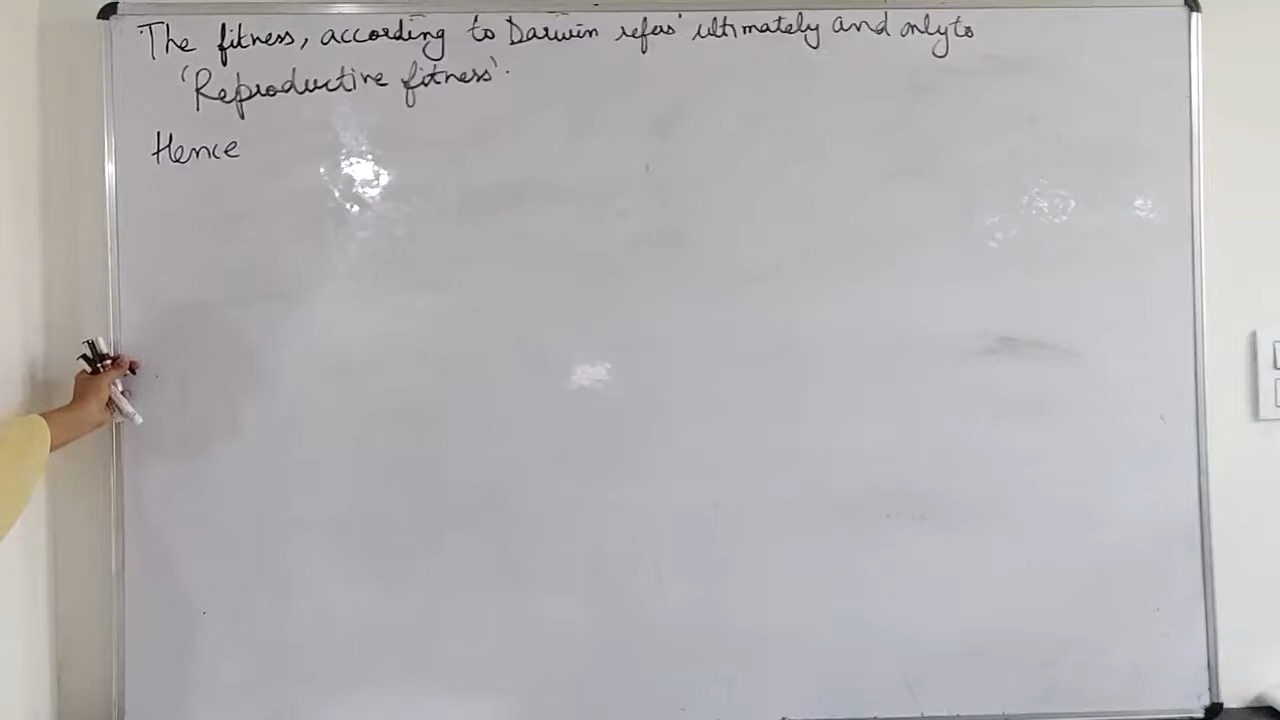 The fitness, according to Darwin refers ultimately and only to
'Reproductive fitness'.
Hence